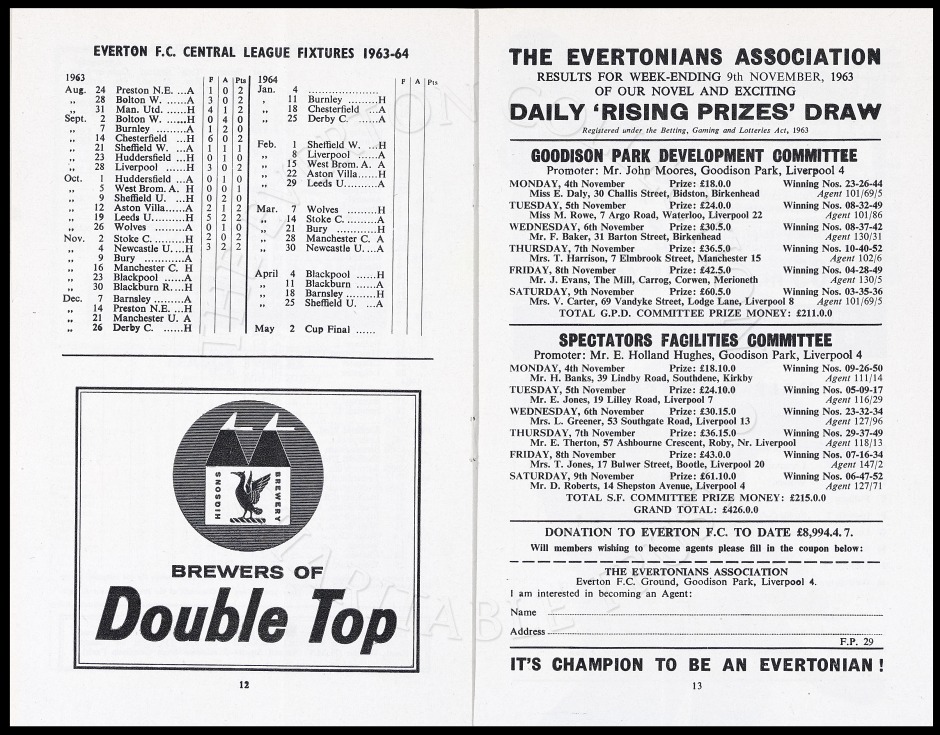 EVERTON F.C. CENTRAL LEAGUE FIXTURES 1963-64
1963 F A Pts
Aug. 24 Preston N.E. ...A 1 0 2
„ 28 Bolton W. ......A 3 0 2
„ 31 Man. Utd. ......H 4 1 2
Sept. 2 Bolton W. ......H 0 4 0
„ 7 Burnley .........A 1 2 0
„ 14 Chesterfield ...H 6 0 2
„ 21 Sheffield W. ...A 1 1 1
„ 23 Huddersfield ...H 0 1 0
„ 28 Liverpool ......H 3 0 2
Oct. 1 Huddersfield ...A 0 1 0
„ 5 West Brom. A. H 0 0 1
„ 9 Sheffield U. ...H 0 2 0
„ 12 Aston Villa......A 2 1 2
„ 19 Leeds U..........H 5 2 2
„ 26 Wolves .........A 0 1 0
Nov. 2 Stoke C. .........H 2 0 2
„ 4 Newcastle U. ...H 3 2 2
„ 9 Bury ............A
„ 16 Manchester C. H
„ 23 Blackpool ......A
„ 30 Blackburn R....H
Dec. 7 Barnsley .........A
„ 14 Preston N.E. ...H
„ 21 Manchester U. A
„ 26 Derby C. ......H
1964 F A Pts
Jan. 4 ........................
„ 11 Burnley .........H
„ 18 Chesterfield ...A
„ 25 Derby C. ......A
Feb. 1 Sheffield W. ...H
„ 8 Liverpool ......A
„ 15 West Brom. A. A
„ 22 Aston Villa......H
„ 29 Leeds U. .........A
Mar. 7 Wolves .........H
„ 14 Stoke C. .........A
„ 21 Bury ............H
„ 28 Manchester C. A
„ 30 Newcastle U. ...A
April 4 Blackpool ......H
„ 11 Blackburn ......A
„ 18 Barnsley .........H
„ 25 Sheffield U. ...A
May 2 Cup Final ......
HIGSONS BREWERY
BREWERS OF
Double Top
12
THE EVERTONIANS ASSOCIATION
RESULTS FOR WEEK-ENDING 9th NOVEMBER, 1963
OF OUR NOVEL AND EXCITING
DAILY 'RISING PRIZES' DRAW
Registered under the Betting, Gaming and Lotteries Act, 1963
GOODISON PARK DEVELOPMENT COMMITTEE
Promoter: Mr. John Moores, Goodison Park, Liverpool 4
MONDAY, 4th November Prize: £18.0.0 Winning Nos. 23-26-44
Miss E. Daly, 30 Challis Street, Bidston, Birkenhead Agent 101/69/5
TUESDAY, 5th November Prize: £24.0.0 Winning Nos. 08-32-49
Miss M. Rowe, 7 Argo Road, Waterloo, Liverpool 22 Agent 101/86
WEDNESDAY, 6th November Prize: £30.5.0 Winning Nos. 08-37-42
Mr. F. Baker, 31 Barton Street, Birkenhead Agent 130/31
THURSDAY, 7th November Prize: £36.5.0 Winning Nos. 10-40-52
Mrs. T. Harrison, 7 Elmbrook Street, Manchester 15 Agent 102/6
FRIDAY, 8th November Prize: £42.5.0 Winning Nos. 04-28-49
Mr. J. Evans, The Mill, Carrog, Corwen, Merioneth Agent 130/5
SATURDAY, 9th November Prize: £60.5.0 Winning Nos. 03-35-36
Mrs. V. Carter, 69 Vandyke Street, Lodge Lane, Liverpool 8 Agent 101/69/5
TOTAL G.P.D. COMMITTEE PRIZE MONEY: £211.0.0
SPECTATORS FACILITIES COMMITTEE
Promoter: Mr. E. Holland Hughes, Goodison Park, Liverpool 4
MONDAY, 4th November Prize: £18.10.0 Winning Nos. 09-26-50
Mr. H. Banks, 39 Lindby Road, Southdene, Kirkby Agent 111/14
TUESDAY, 5th November Prize: £24.10.0 Winning Nos. 05-09-17
Mr. E. Jones, 19 Lilley Road, Liverpool 7 Agent 116/29
WEDNESDAY, 6th November Prize: £30.15.0 Winning Nos. 23-32-34
Mrs. L. Greener, 53 Southgate Road, Liverpool 13 Agent 127/96
THURSDAY, 7th November Prize: £36.15.0 Winning Nos. 29-37-49
Mr. E. Therton, 57 Ashbourne Crescent, Roby, Nr. Liverpool Agent 118/13
FRIDAY, 8th November Prize: £43.0.0 Winning Nos. 07-16-34
Mrs. T. Jones, 17 Bulwer Street, Bootle, Liverpool 20 Agent 147/2
SATURDAY, 9th November Prize: £61.10.0 Winning Nos. 06-47-52
Mr. D. Roberts, 14 Shepston Avenue, Liverpool 4 Agent 127/71
TOTAL S.F. COMMITTEE PRIZE MONEY: £215.0.0
GRAND TOTAL: £426.0.0
DONATION TO EVERTON F.C. TO DATE £8,994.4.7.
Will members wishing to become agents please fill in the coupon below:
THE EVERTONIANS ASSOCIATION
Everton F.C. Ground, Goodison Park, Liverpool 4.
I am interested in becoming an Agent:
Name
Address
F.P. 29
IT'S CHAMPION TO BE AN EVERTONIAN!
13